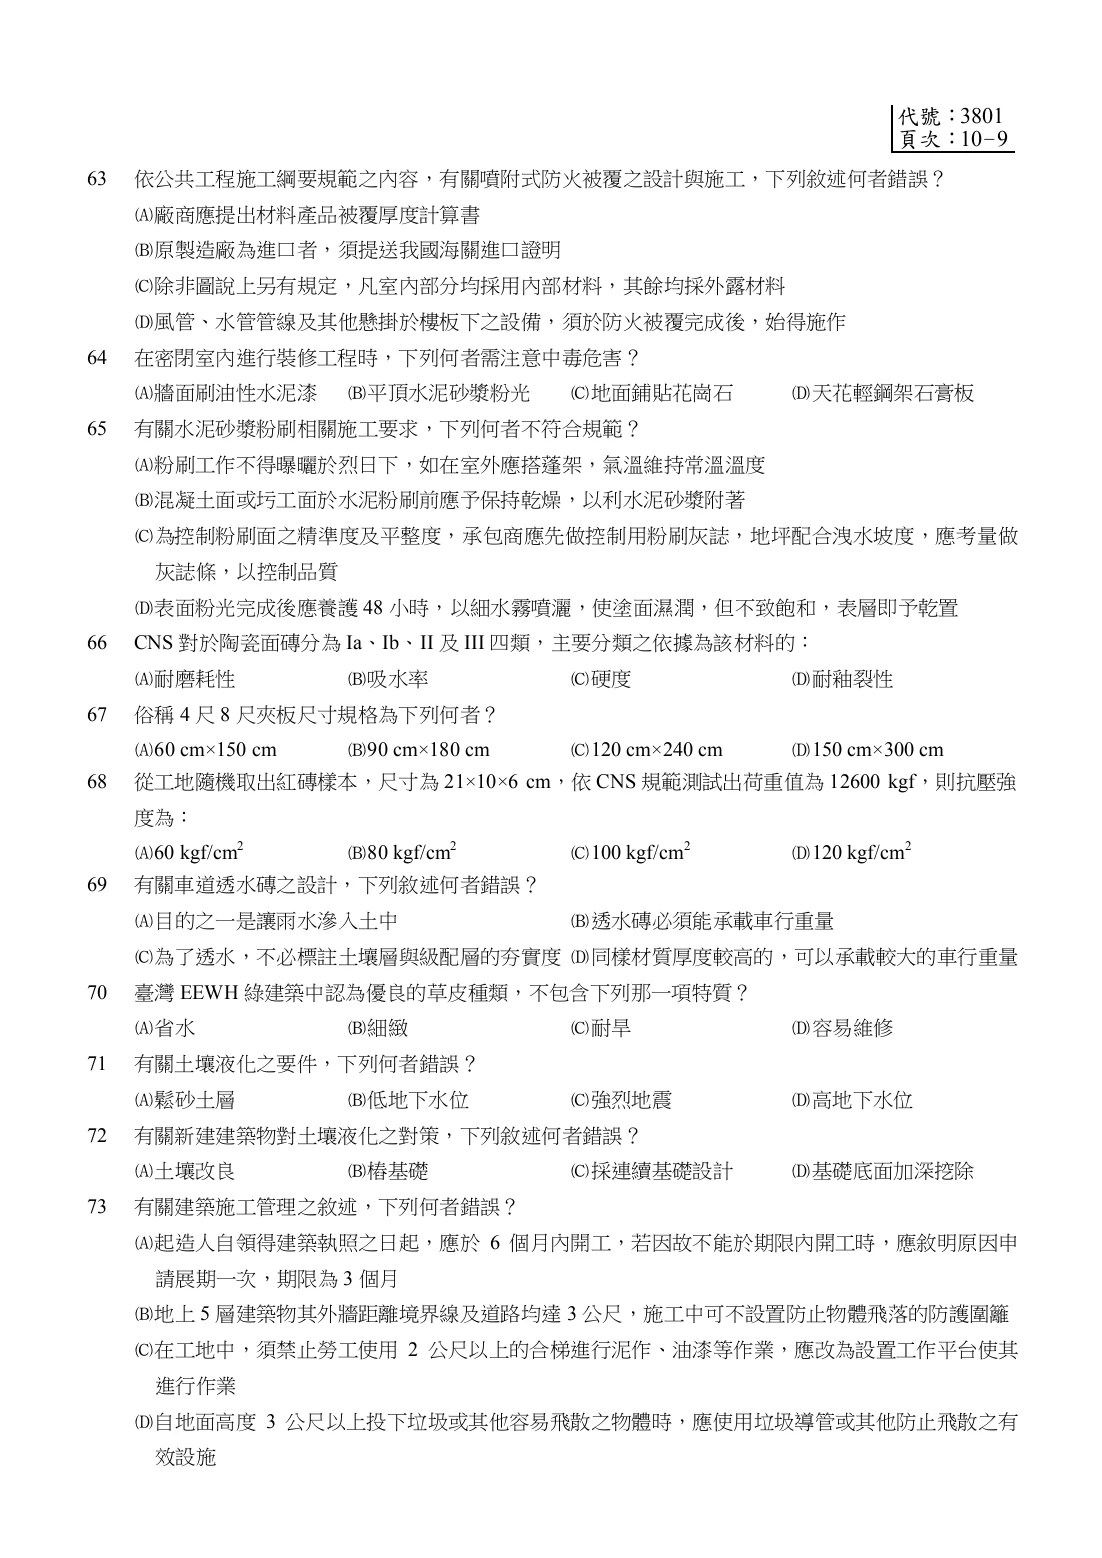 代號：3801
頁次：10－9
63 依公共工程施工綱要規範之內容，有關噴附式防火被覆之設計與施工，下列敘述何者錯誤？
(A)廠商應提出材料產品被覆厚度計算書
(B)原製造廠為進口者，須提送我國海關進口證明
(C)除非圖說上另有規定，凡室內部分均採用內部材料，其餘均採外露材料
(D)風管、水管管線及其他懸掛於樓板下之設備，須於防火被覆完成後，始得施作
64 在密閉室內進行裝修工程時，下列何者需注意中毒危害？
(A)牆面刷油性水泥漆 (B)平頂水泥砂漿粉光 (C)地面鋪貼花崗石 (D)天花輕鋼架石膏板
65 有關水泥砂漿粉刷相關施工要求，下列何者不符合規範？
(A)粉刷工作不得曝曬於烈日下，如在室外應搭蓬架，氣溫維持常溫溫度
(B)混凝土面或圬工面於水泥粉刷前應予保持乾燥，以利水泥砂漿附著
(C)為控制粉刷面之精準度及平整度，承包商應先做控制用粉刷灰誌，地坪配合洩水坡度，應考量做
灰誌條，以控制品質
(D)表面粉光完成後應養護 48 小時，以細水霧噴灑，使塗面濕潤，但不致飽和，表層即予乾置
66 CNS 對於陶瓷面磚分為 Ia、Ib、II 及 III 四類，主要分類之依據為該材料的：
(A)耐磨耗性 (B)吸水率 (C)硬度 (D)耐釉裂性
67 俗稱 4 尺 8 尺夾板尺寸規格為下列何者？
(A)60 cm×150 cm (B)90 cm×180 cm (C)120 cm×240 cm (D)150 cm×300 cm
68 從工地隨機取出紅磚樣本，尺寸為 21×10×6 cm，依 CNS 規範測試出荷重值為 12600 kgf，則抗壓強
度為：
(A)60 kgf/cm² (B)80 kgf/cm² (C)100 kgf/cm² (D)120 kgf/cm²
69 有關車道透水磚之設計，下列敘述何者錯誤？
(A)目的之一是讓雨水滲入土中 (B)透水磚必須能承載車行重量
(C)為了透水，不必標註土壤層與級配層的夯實度 (D)同樣材質厚度較高的，可以承載較大的車行重量
70 臺灣 EEWH 綠建築中認為優良的草皮種類，不包含下列那一項特質？
(A)省水 (B)細緻 (C)耐旱 (D)容易維修
71 有關土壤液化之要件，下列何者錯誤？
(A)鬆砂土層 (B)低地下水位 (C)強烈地震 (D)高地下水位
72 有關新建建築物對土壤液化之對策，下列敘述何者錯誤？
(A)土壤改良 (B)樁基礎 (C)採連續基礎設計 (D)基礎底面加深挖除
73 有關建築施工管理之敘述，下列何者錯誤？
(A)起造人自領得建築執照之日起，應於 6 個月內開工，若因故不能於期限內開工時，應敘明原因申
請展期一次，期限為 3 個月
(B)地上 5 層建築物其外牆距離境界線及道路均達 3 公尺，施工中可不設置防止物體飛落的防護圍籬
(C)在工地中，須禁止勞工使用 2 公尺以上的合梯進行泥作、油漆等作業，應改為設置工作平台使其
進行作業
(D)自地面高度 3 公尺以上投下垃圾或其他容易飛散之物體時，應使用垃圾導管或其他防止飛散之有
效設施